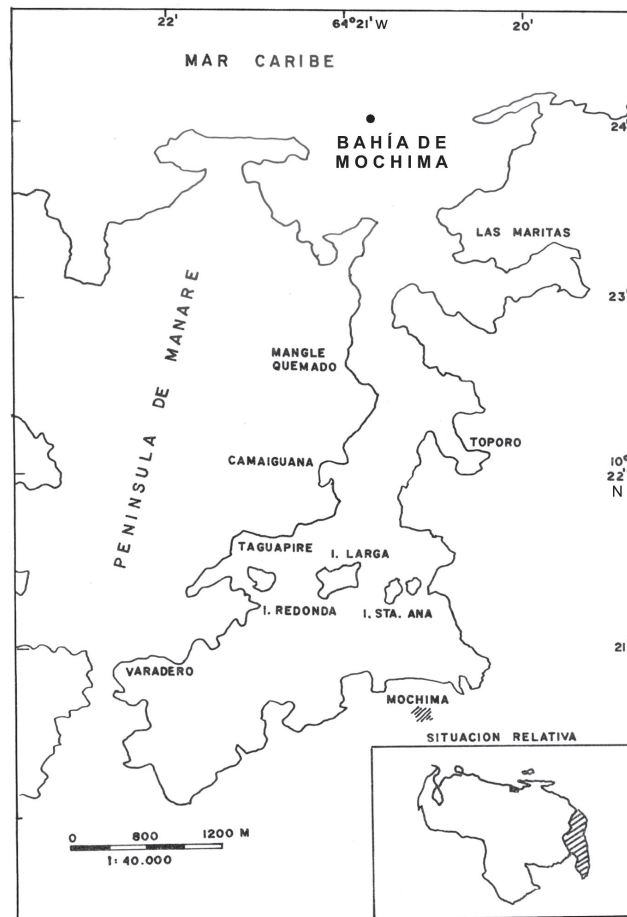 22'
64°21' W
20'
MAR CARIBE
24'
BAHÍA DE
MOCHIMA
LAS MARITAS
23'
PENINSULA DE MANARE
MANGLE
QUEMADO
TOPORO
CAMAIGUANA
10°
22'
N
TAGUAPIRE
I. LARGA
I. REDONDA
I. STA. ANA
21'
VARADERO
MOCHIMA
SITUACION RELATIVA
0 800 1200 M
1: 40.000